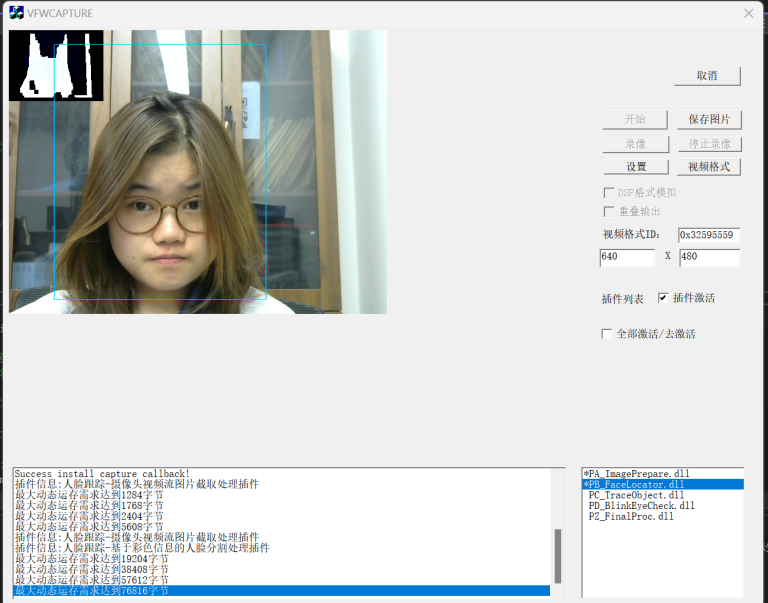 VFWCAPTURE
取消
开始
保存图片
录像
停止录像
设置
视频格式
DSP格式模拟
重叠输出
视频格式ID:
0x32595559
640
X
480
插件列表
插件激活
全部激活/去激活
Success install capture callback!
插件信息:人脸跟踪-摄像头视频流图片截取处理插件
最大动态运存需求达到1284字节
最大动态运存需求达到1768字节
最大动态运存需求达到2404字节
最大动态运存需求达到5608字节
插件信息:人脸跟踪-摄像头视频流图片截取处理插件
插件信息:人脸跟踪-基于彩色信息的人脸分割处理插件
最大动态运存需求达到19204字节
最大动态运存需求达到38408字节
最大动态运存需求达到57612字节
最大动态运存需求达到76816字节
*PA_ImagePrepare.dll
*PB_FaceLocator.dll
PC_TraceObject.dll
PD_BlinkEyeCheck.dll
PZ_FinalProc.dll